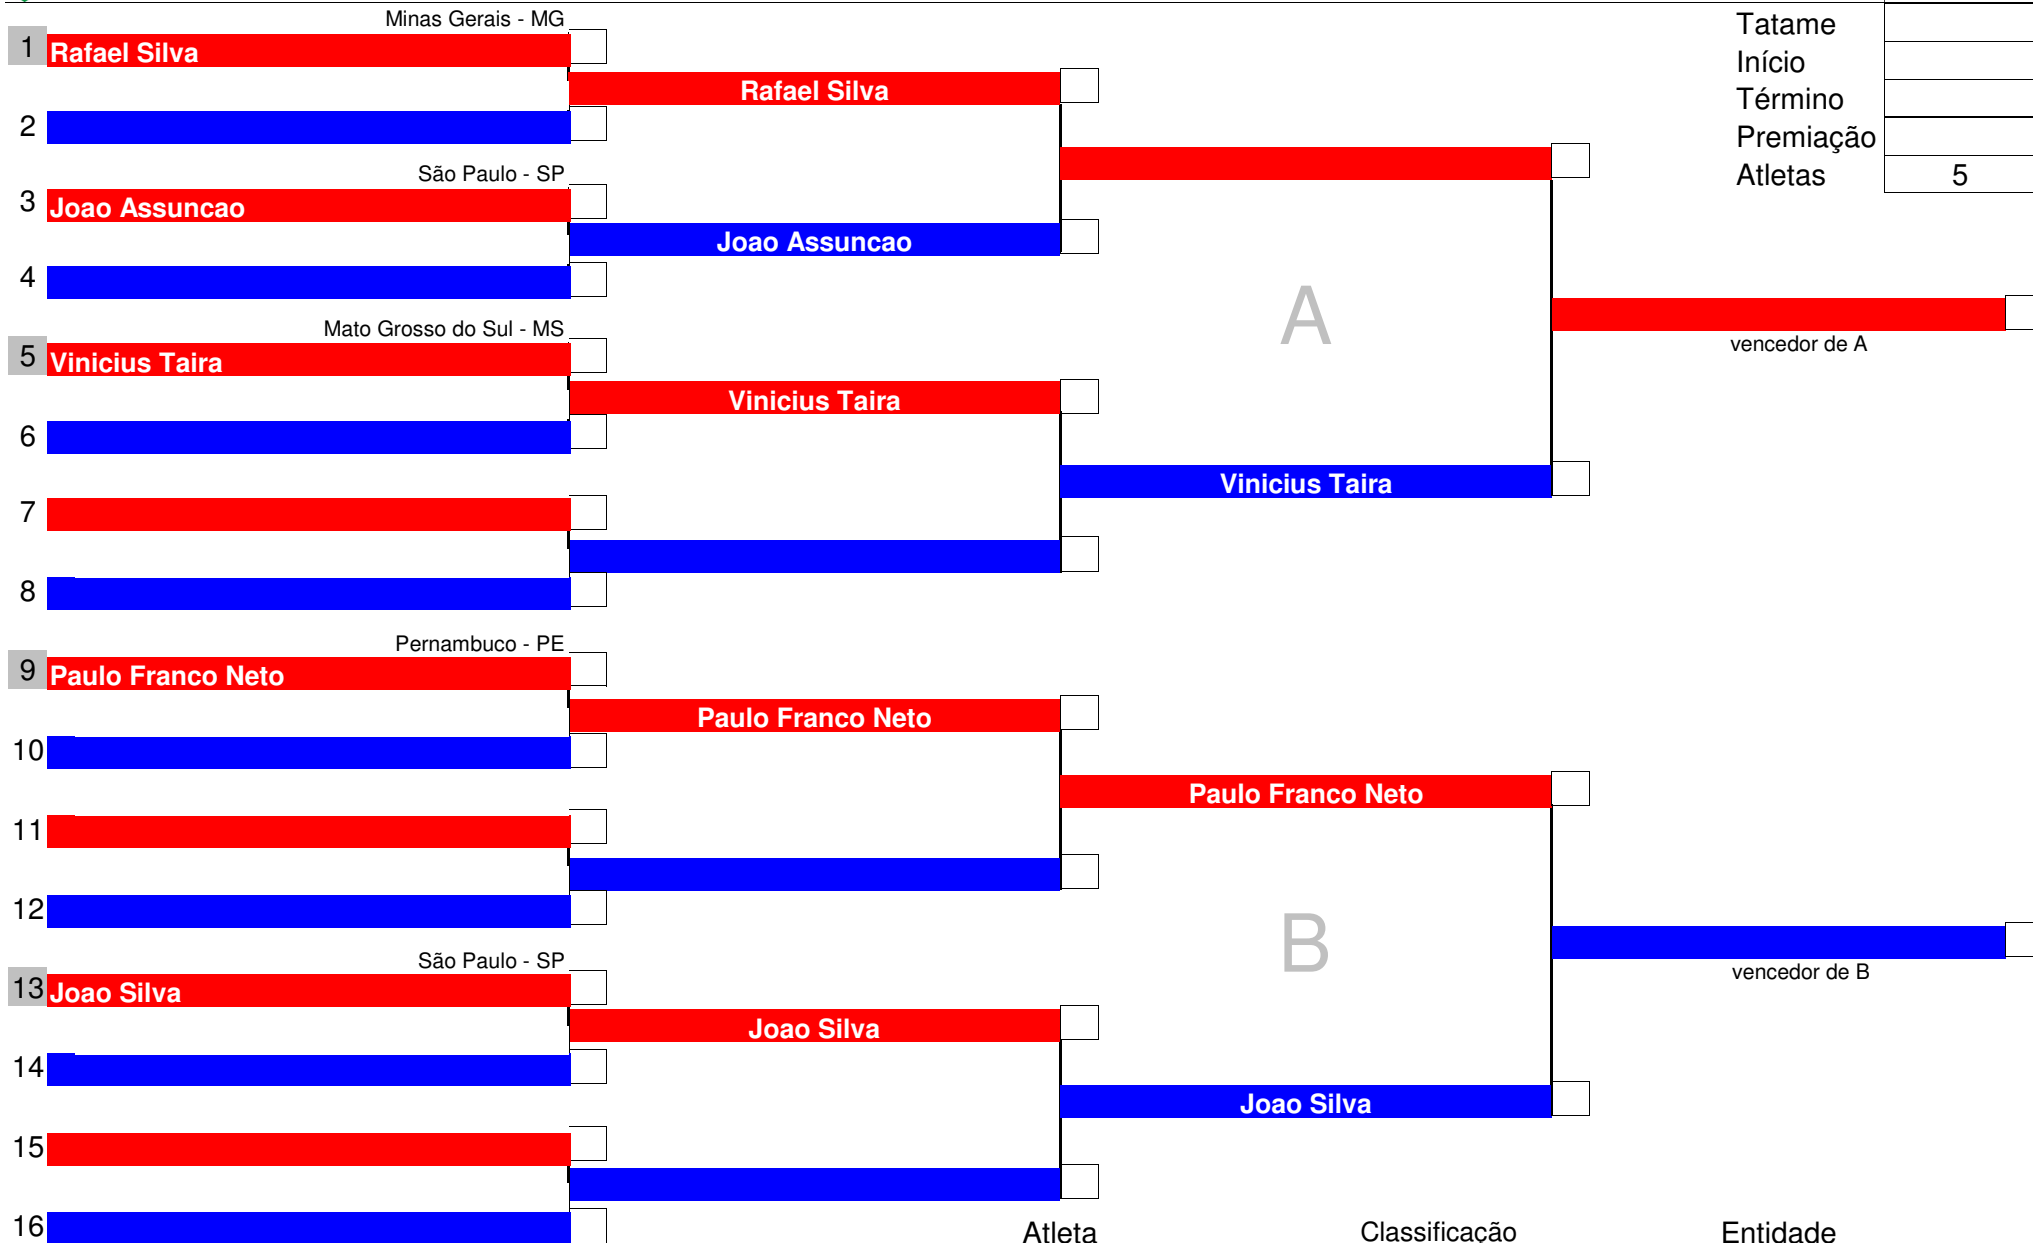 Minas Gerais - MG
Tatame
1 Rafael Silva
Início
Rafael Silva
Término
2
Premiação
São Paulo - SP
Atletas 5
3 Joao Assuncao
Joao Assuncao
4
A
Mato Grosso do Sul - MS
vencedor de A
5 Vinicius Taira
Vinicius Taira
6
Vinicius Taira
7
8
Pernambuco - PE
9 Paulo Franco Neto
Paulo Franco Neto
10
Paulo Franco Neto
11
12
B
São Paulo - SP
vencedor de B
13 Joao Silva
Joao Silva
14
Joao Silva
15
16
Atleta Classificação Entidade